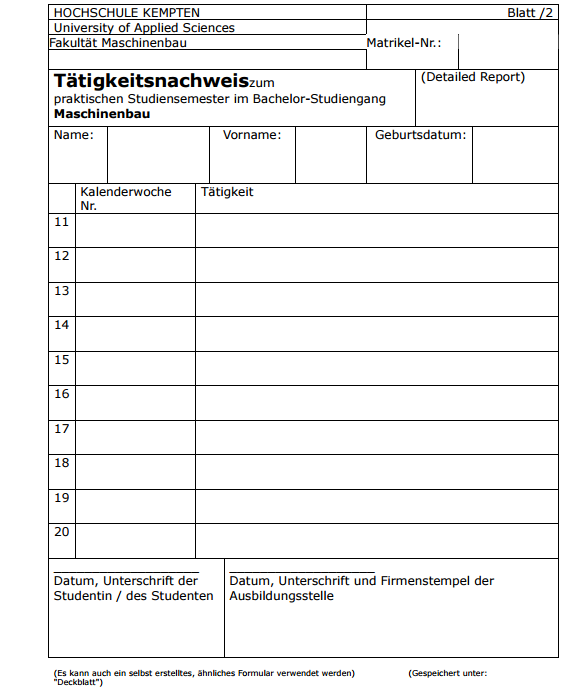 HOCHSCHULE KEMPTEN Blatt /2
University of Applied Sciences
Fakultät Maschinenbau Matrikel-Nr.:
Tätigkeitsnachweiszum (Detailed Report)
praktischen Studiensemester im Bachelor-Studiengang
Maschinenbau
Name: Vorname: Geburtsdatum:
Kalenderwoche Tätigkeit
Nr.
11
12
13
14
15
16
17
18
19
20
Datum, Unterschrift der Datum, Unterschrift und Firmenstempel der
Studentin / des Studenten Ausbildungsstelle
(Es kann auch ein selbst erstelltes, ähnliches Formular verwendet werden) (Gespeichert unter:
"Deckblatt")